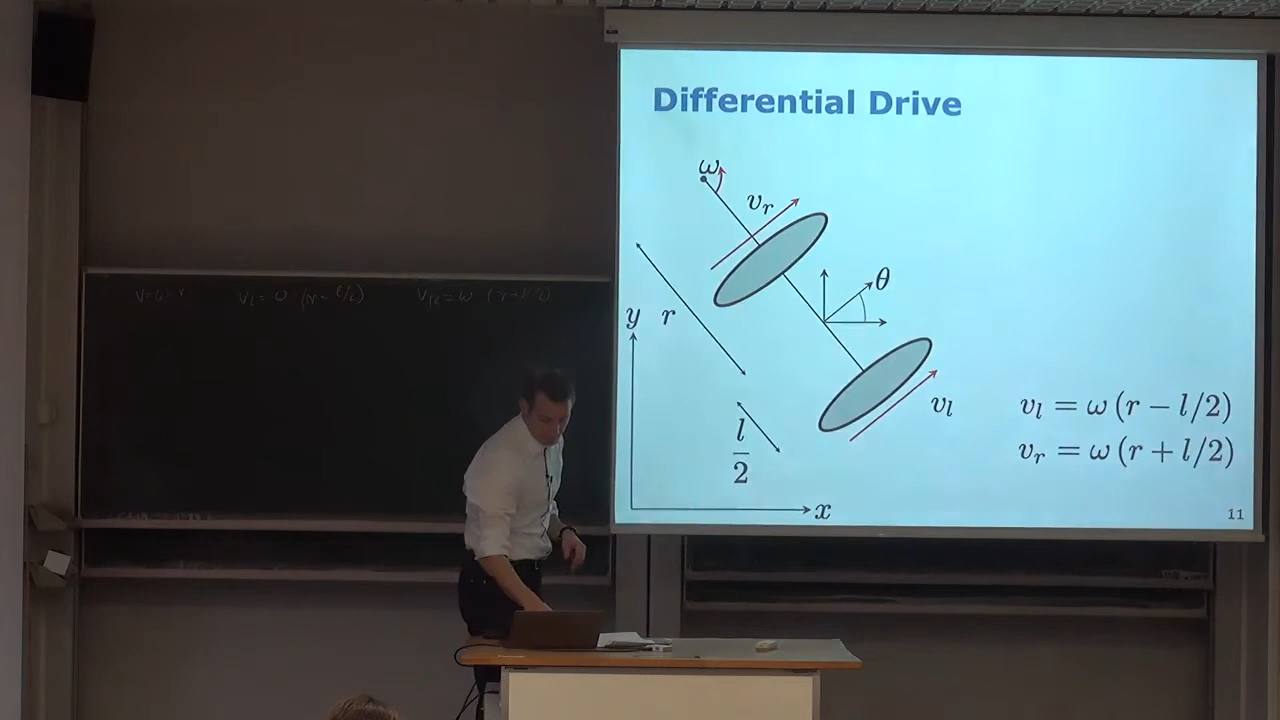 Differential Drive
ω
v_r
θ
y
r
v_l
l/2
x
v_l = ω (r − l/2)
v_r = ω (r + l/2)
11